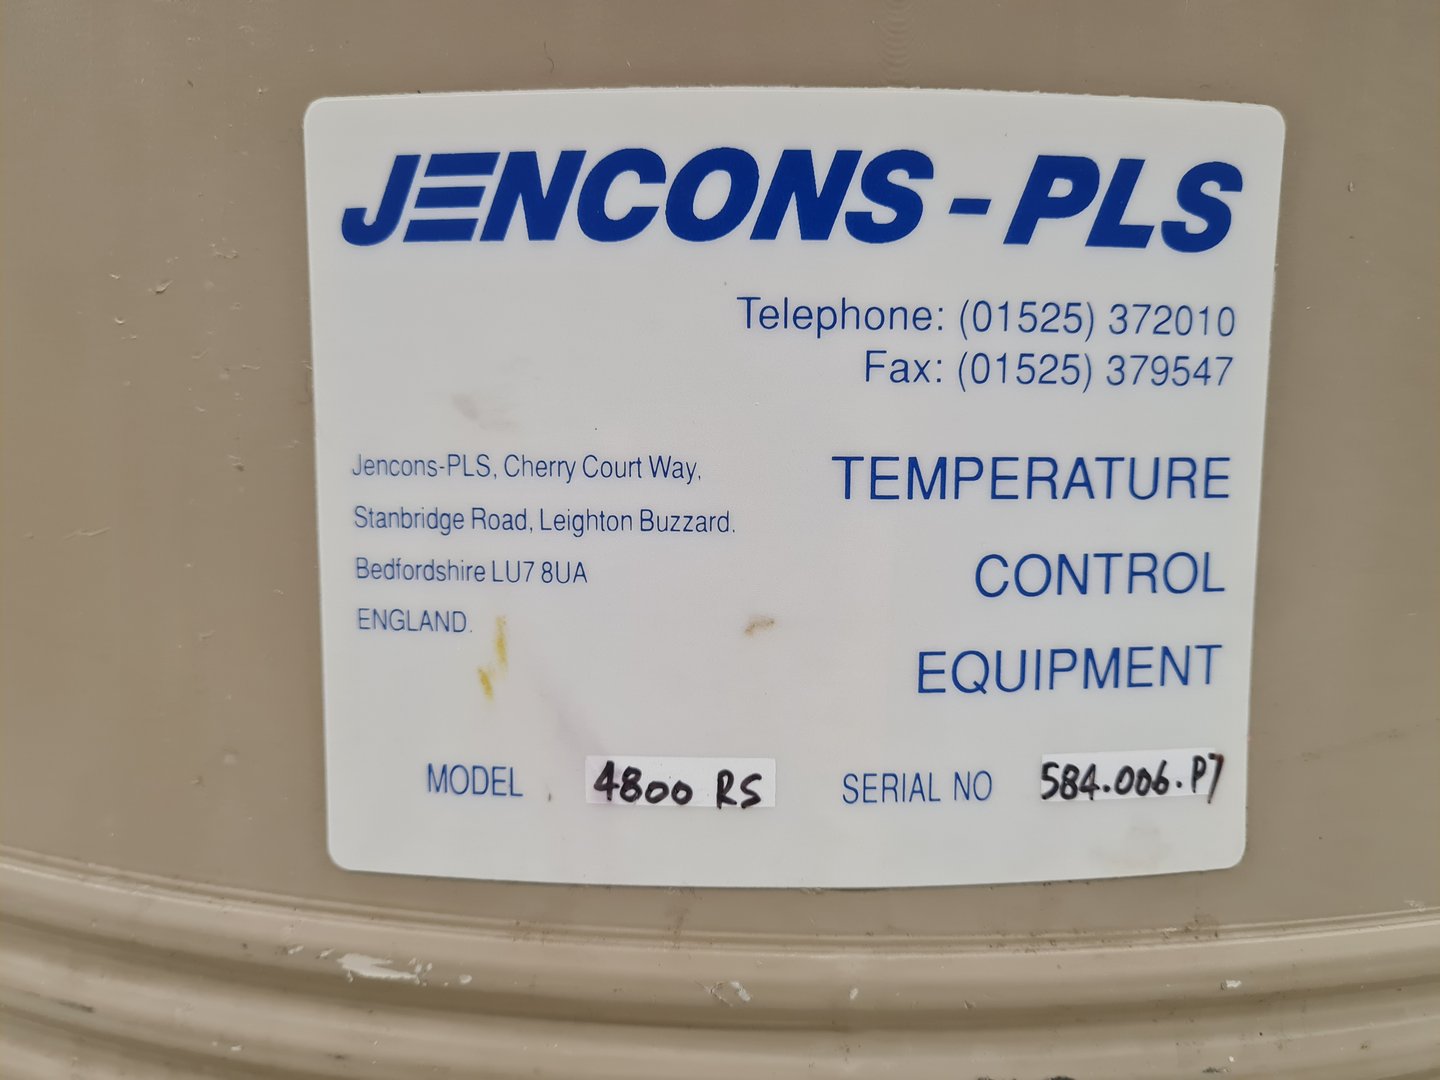 JENCONS - PLS
Telephone: (01525) 372010
Fax: (01525) 379547
Jencons-PLS, Cherry Court Way,
Stanbridge Road, Leighton Buzzard.
Bedfordshire LU7 8UA
ENGLAND.
TEMPERATURE
CONTROL
EQUIPMENT
MODEL 4800 RS SERIAL NO 584.006.P7